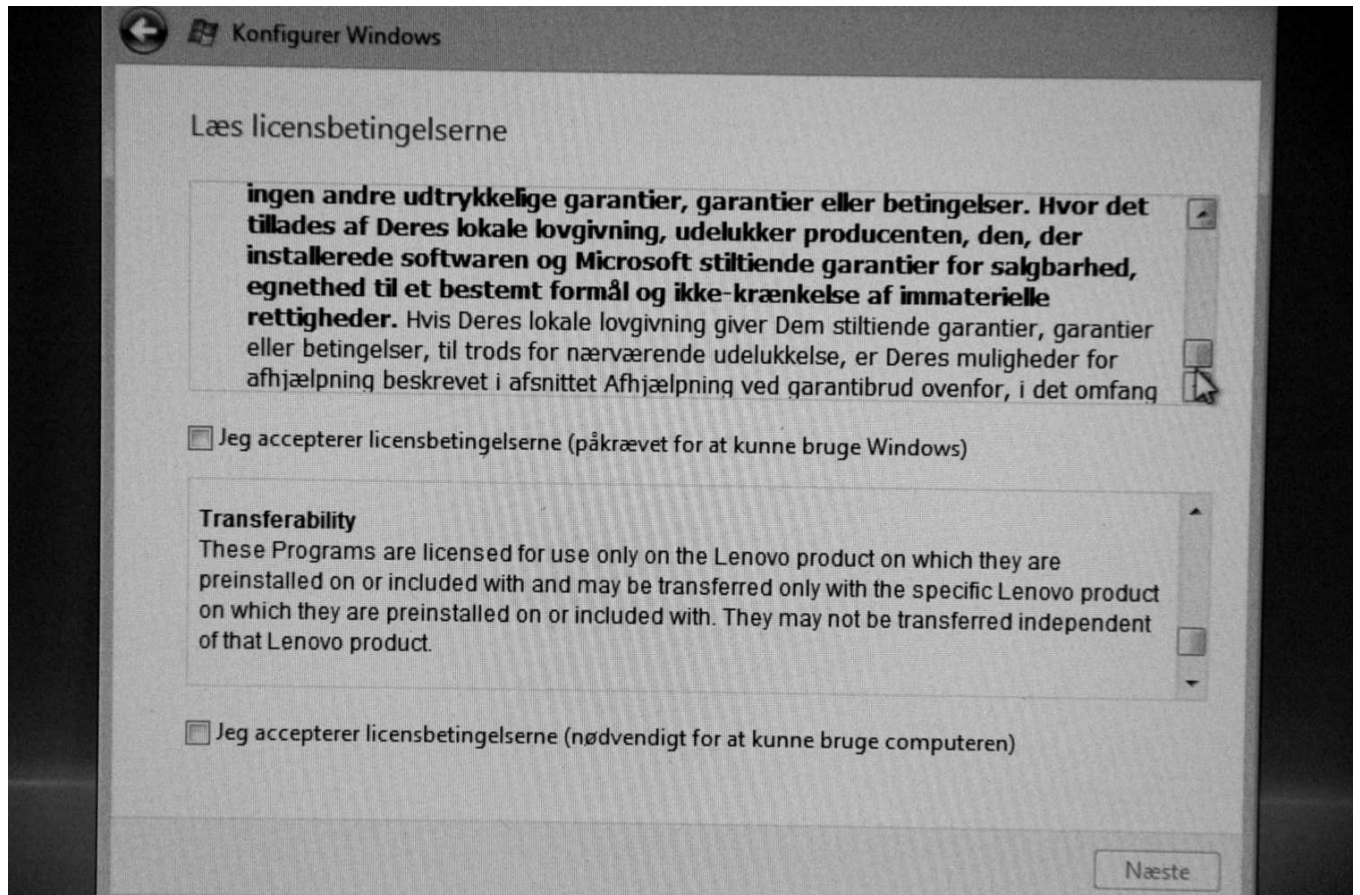 Konfigurer Windows
Læs licensbetingelserne
ingen andre udtrykkelige garantier, garantier eller betingelser. Hvor det
tillades af Deres lokale lovgivning, udelukker producenten, den, der
installerede softwaren og Microsoft stiltiende garantier for salgbarhed,
egnethed til et bestemt formål og ikke-krænkelse af immaterielle
rettigheder. Hvis Deres lokale lovgivning giver Dem stiltiende garantier, garantier
eller betingelser, til trods for nærværende udelukkelse, er Deres muligheder for
afhjælpning beskrevet i afsnittet Afhjælpning ved garantibrud ovenfor, i det omfang
Jeg accepterer licensbetingelserne (påkrævet for at kunne bruge Windows)
Transferability
These Programs are licensed for use only on the Lenovo product on which they are
preinstalled on or included with and may be transferred only with the specific Lenovo product
on which they are preinstalled on or included with. They may not be transferred independent
of that Lenovo product.
Jeg accepterer licensbetingelserne (nødvendigt for at kunne bruge computeren)
Næste